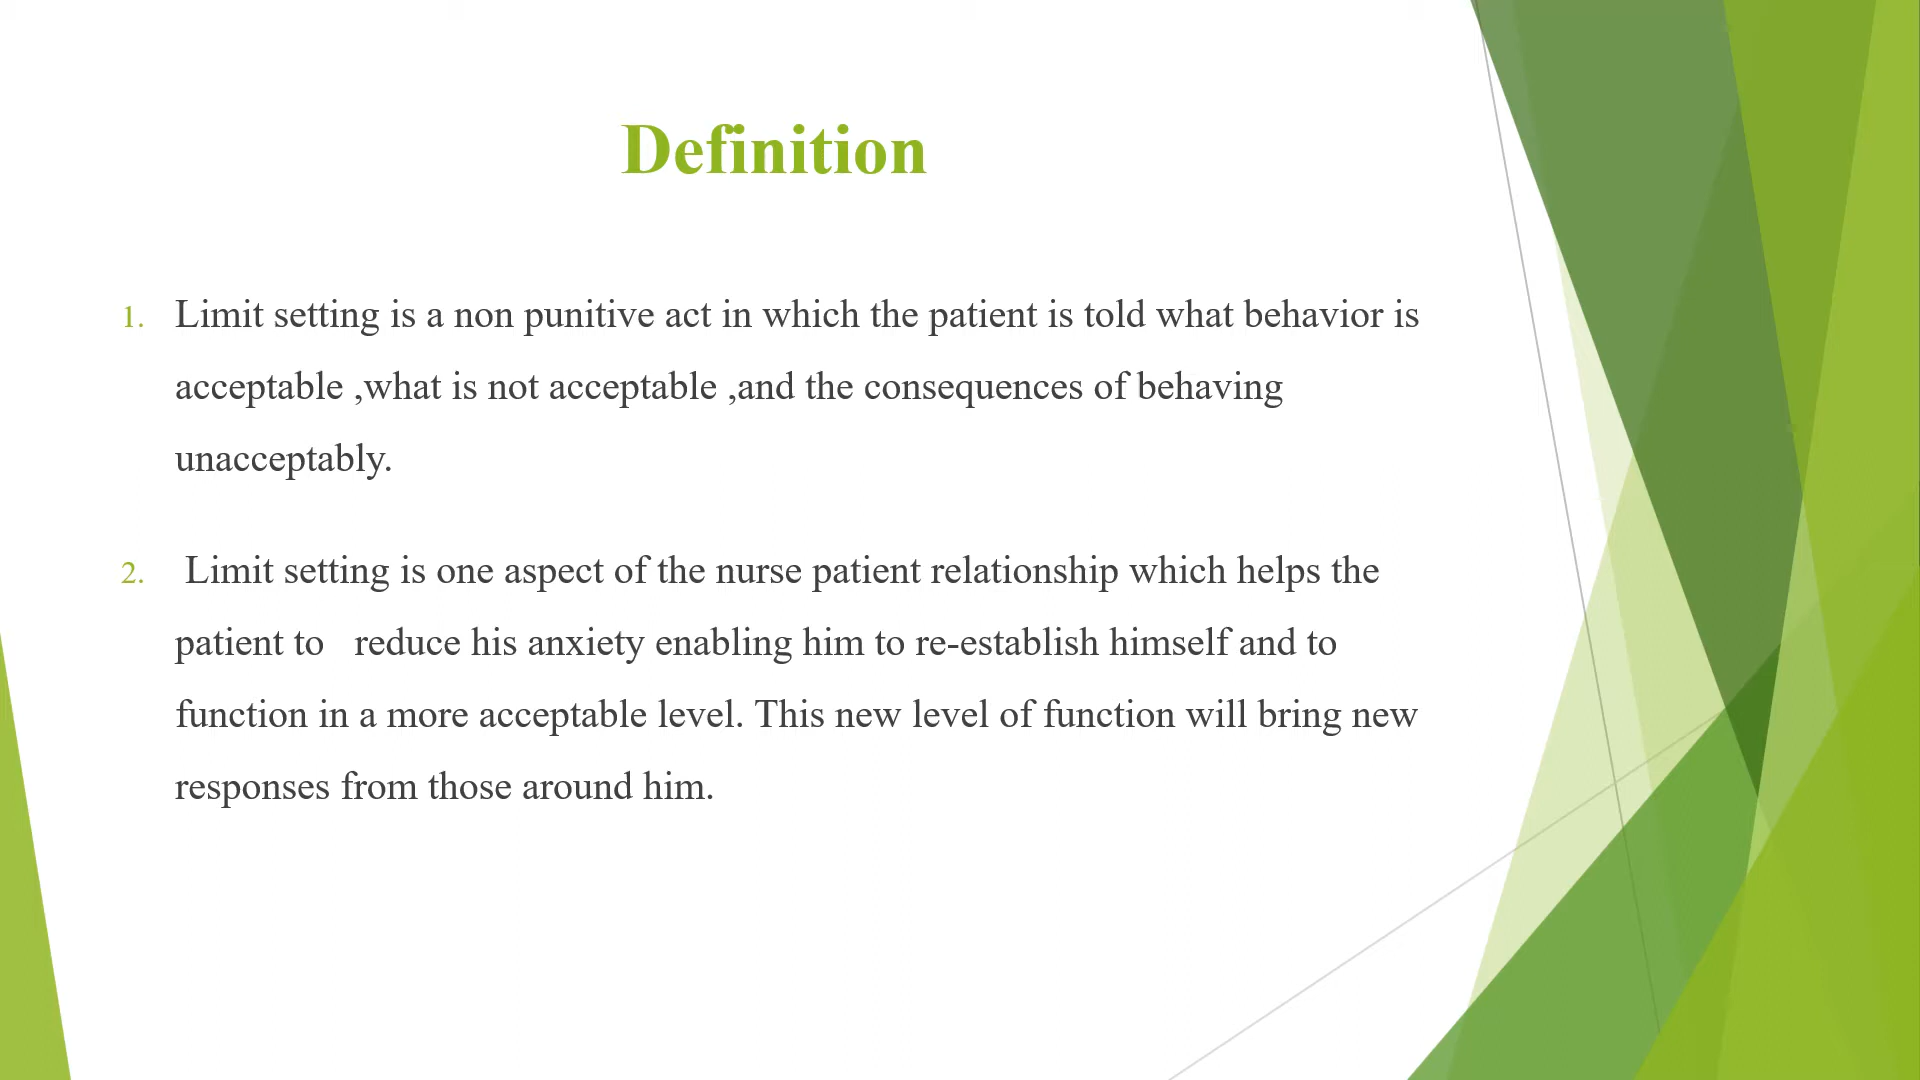 Definition
1. Limit setting is a non punitive act in which the patient is told what behavior is
acceptable ,what is not acceptable ,and the consequences of behaving
unacceptably.
2. Limit setting is one aspect of the nurse patient relationship which helps the
patient to   reduce his anxiety enabling him to re-establish himself and to
function in a more acceptable level. This new level of function will bring new
responses from those around him.